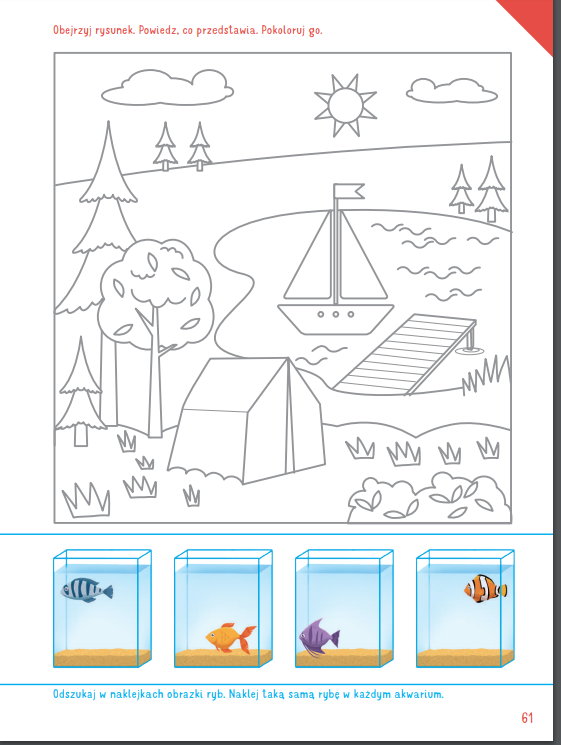 Obejrzyj rysunek. Powiedz, co przedstawia. Pokoloruj go.
Odszukaj w naklejkach obrazki ryb. Naklej taką samą rybę w każdym akwarium.
61